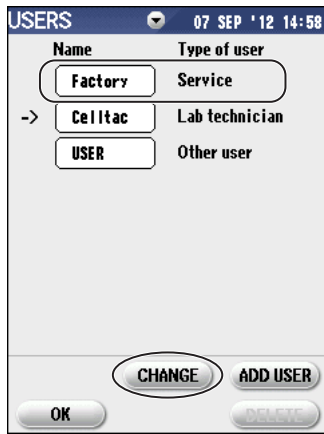 USERS 07 SEP '12 14:58
Name Type of user
Factory Service
-> Celltac Lab technician
USER Other user
CHANGE ADD USER
OK DELETE